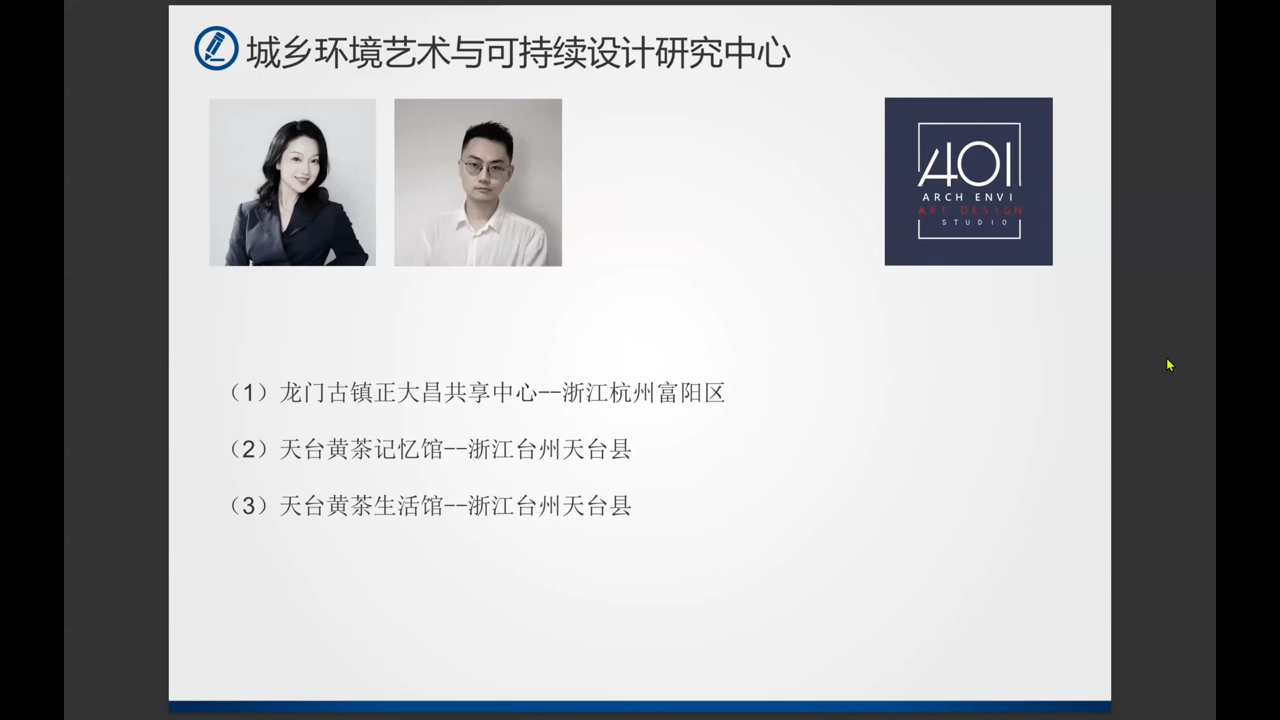 城乡环境艺术与可持续设计研究中心
401
ARCH ENVI
ART DESIGN
STUDIO
（1）龙门古镇正大昌共享中心--浙江杭州富阳区
（2）天台黄茶记忆馆--浙江台州天台县
（3）天台黄茶生活馆--浙江台州天台县